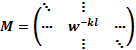 ⋱ ⋮
M = ( ⋯ w^{-kl} ⋯ )
⋮ ⋱